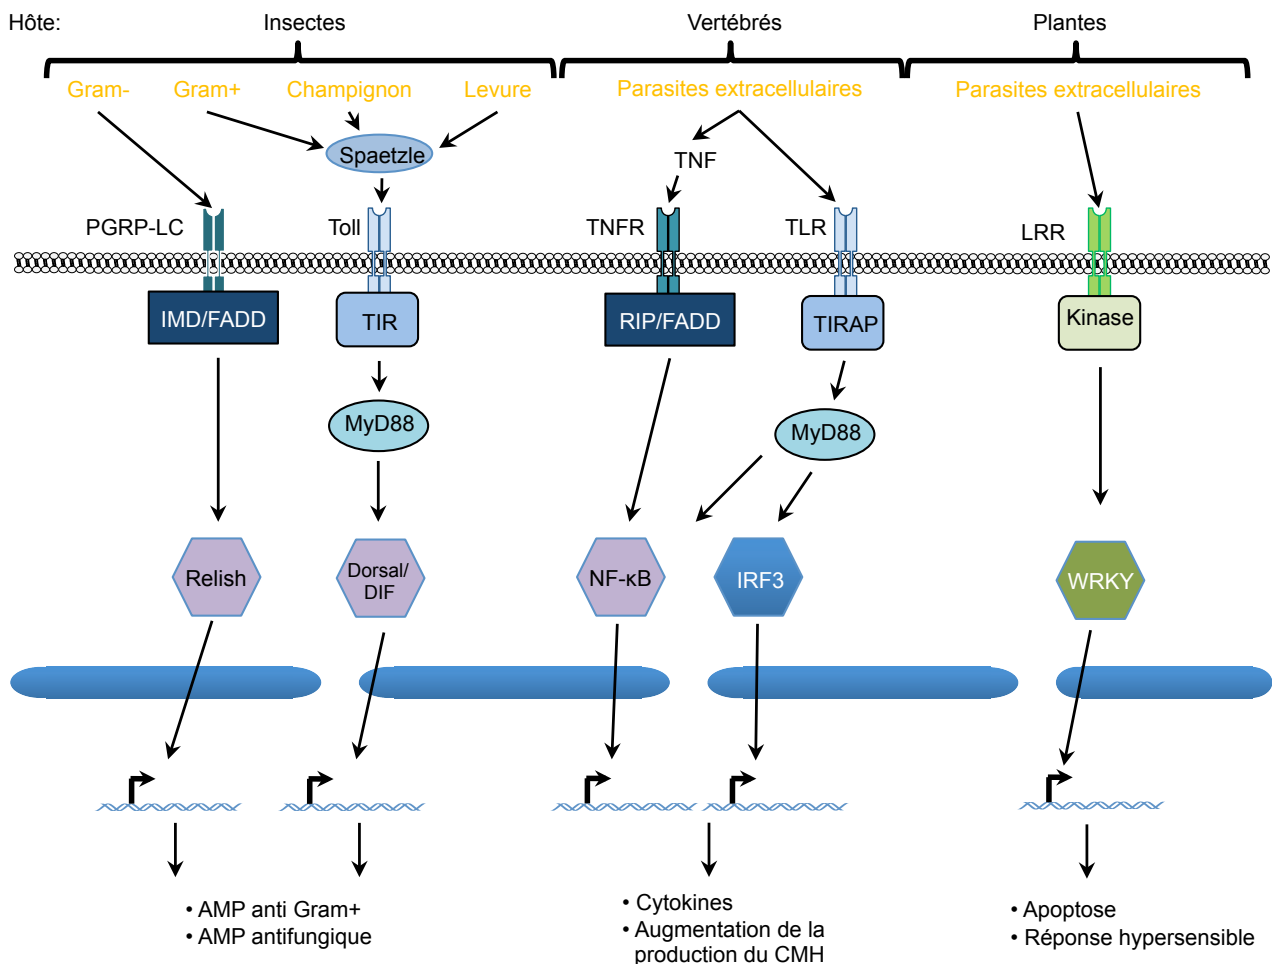 Hôte:
Insectes
Vertébrés
Plantes
Gram-
Gram+
Champignon
Levure
Parasites extracellulaires
Parasites extracellulaires
Spaetzle
TNF
PGRP-LC
Toll
TNFR
TLR
LRR
IMD/FADD
TIR
RIP/FADD
TIRAP
Kinase
MyD88
MyD88
Relish
Dorsal/
DIF
NF-κB
IRF3
WRKY
• AMP anti Gram+
• AMP antifungique
• Cytokines
• Augmentation de la
production du CMH
• Apoptose
• Réponse hypersensible